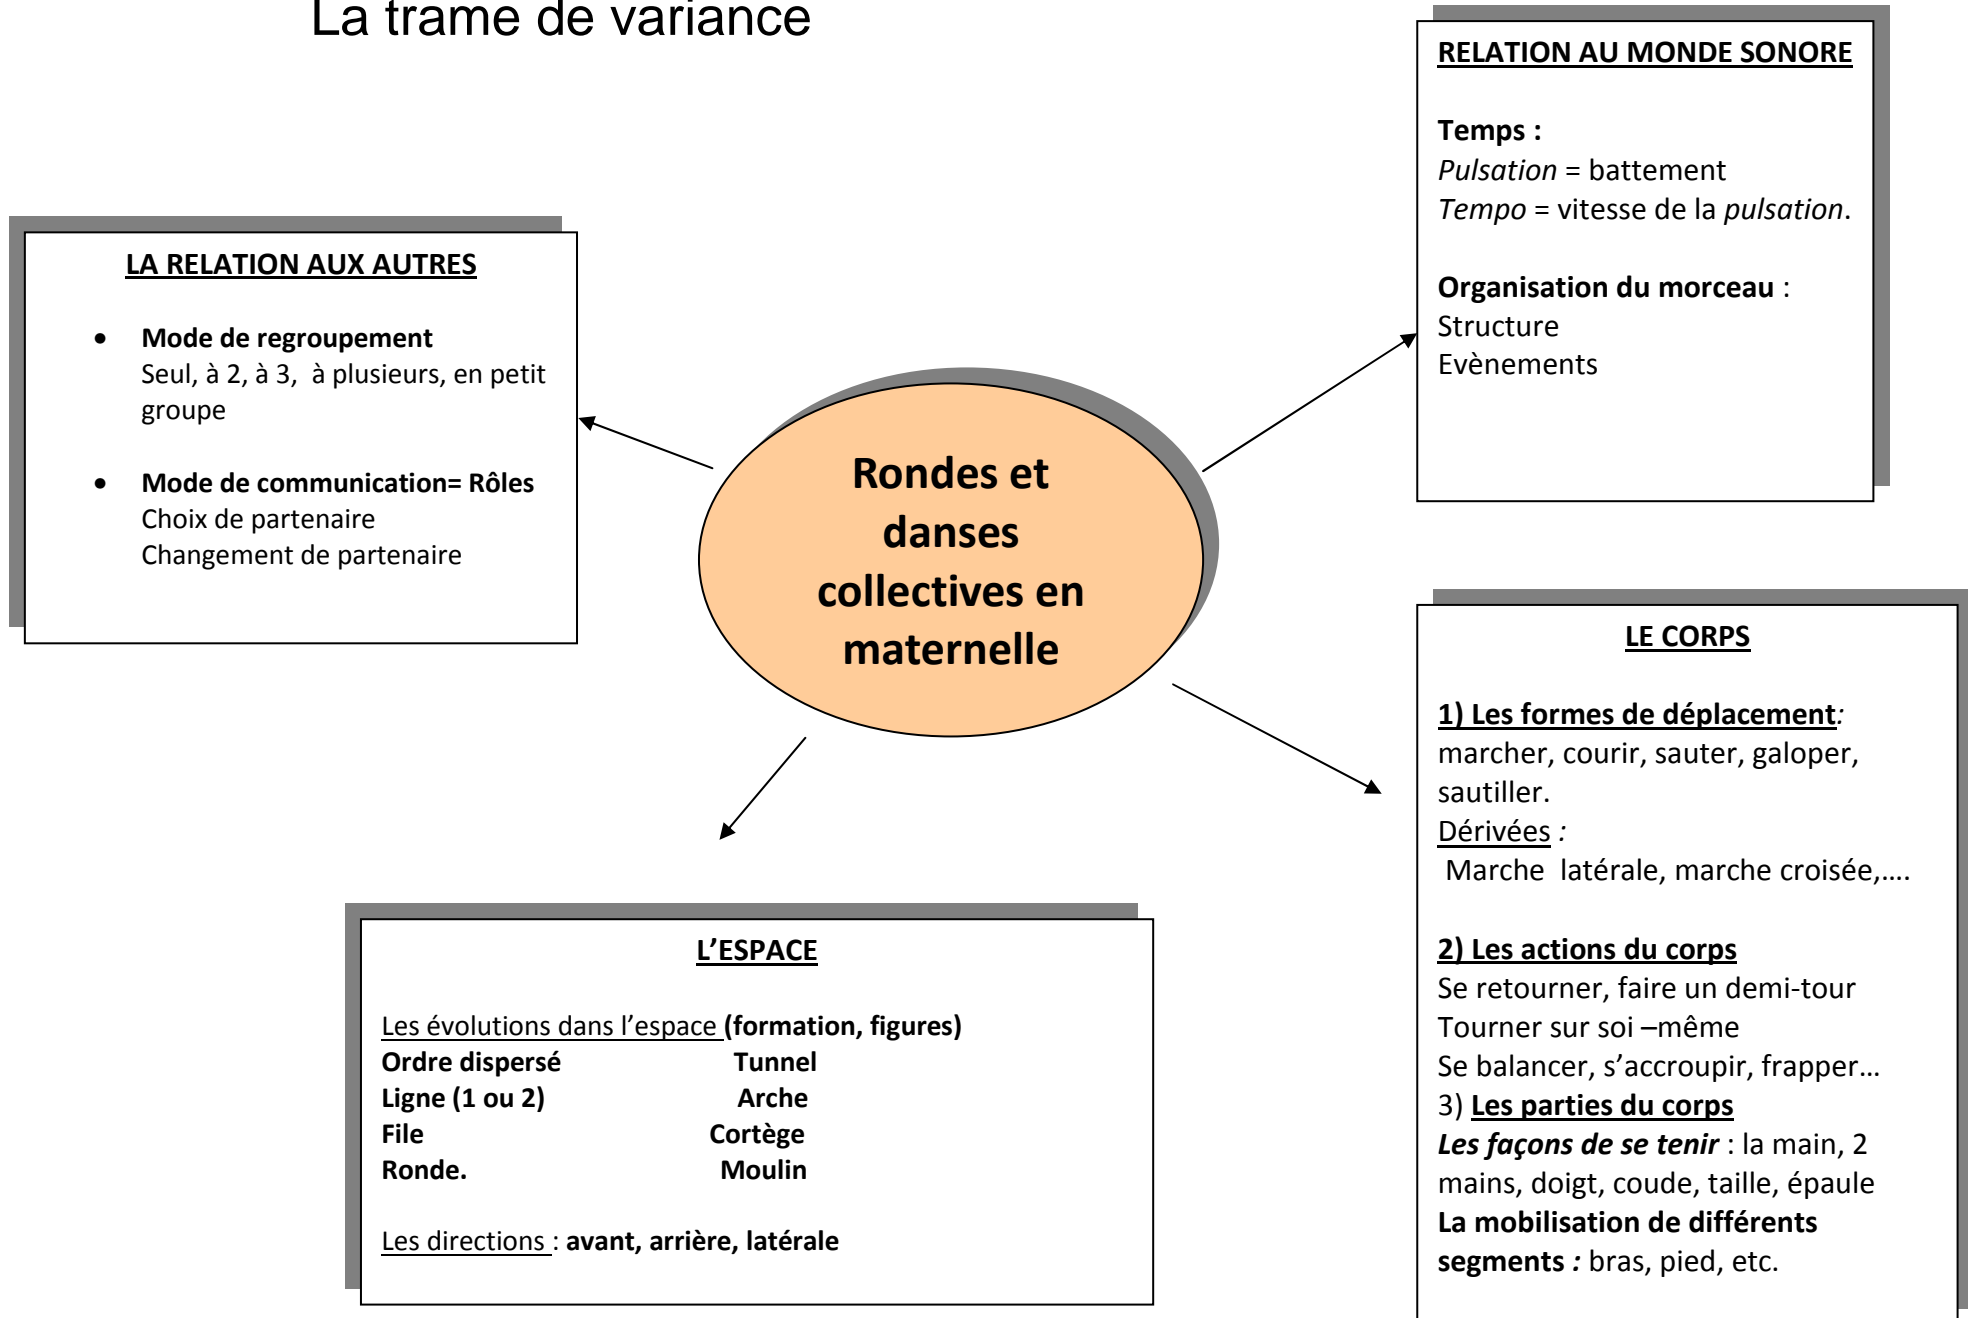 La trame de variance
RELATION AU MONDE SONORE
Temps :
Pulsation = battement
Tempo = vitesse de la pulsation.
Organisation du morceau :
Structure
Evènements
LA RELATION AUX AUTRES
• Mode de regroupement
Seul, à 2, à 3,  à plusieurs, en petit
groupe
• Mode de communication= Rôles
Choix de partenaire
Changement de partenaire
Rondes et
danses
collectives en
maternelle
LE CORPS
1) Les formes de déplacement:
marcher, courir, sauter, galoper,
sautiller.
Dérivées :
Marche  latérale, marche croisée,….
2) Les actions du corps
Se retourner, faire un demi-tour
Tourner sur soi –même
Se balancer, s’accroupir, frapper…
3) Les parties du corps
Les façons de se tenir : la main, 2
mains, doigt, coude, taille, épaule
La mobilisation de différents
segments : bras, pied, etc.
L’ESPACE
Les évolutions dans l’espace (formation, figures)
Ordre dispersé Tunnel
Ligne (1 ou 2) Arche
File Cortège
Ronde. Moulin
Les directions : avant, arrière, latérale